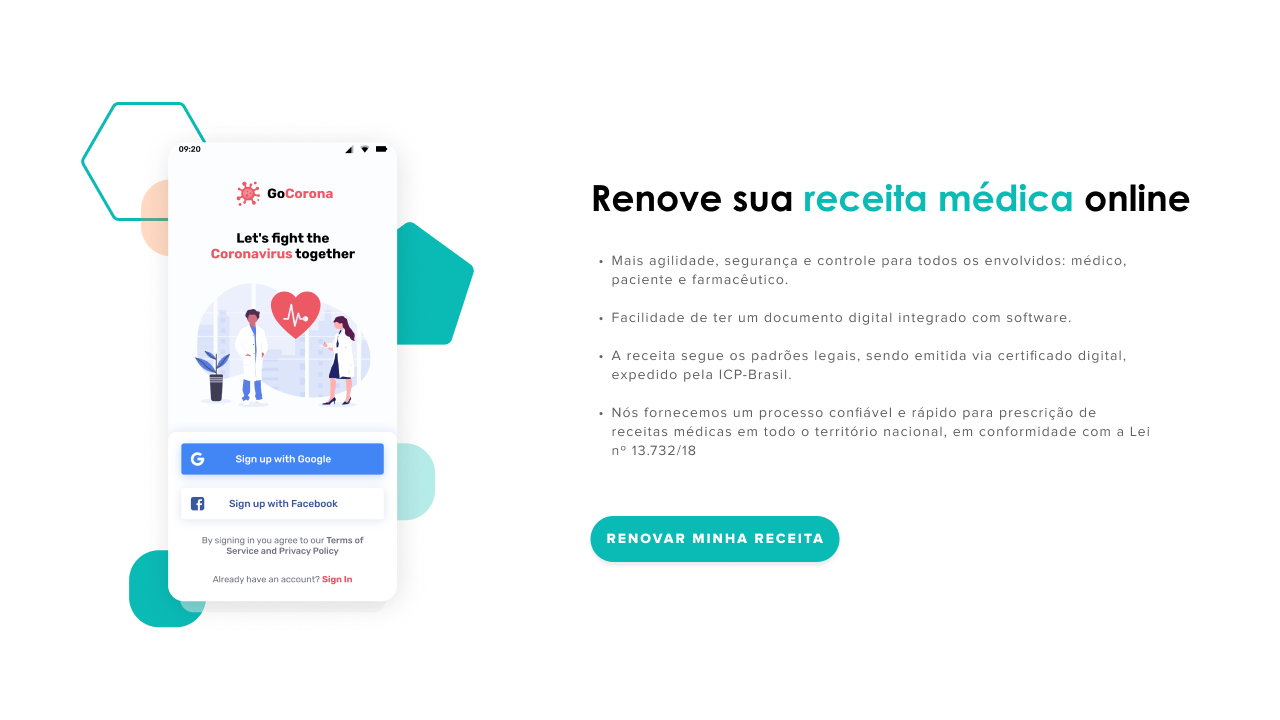 09:20
GoCorona
Let's fight the
Coronavirus together
Sign up with Google
Sign up with Facebook
By signing in you agree to our Terms of
Service and Privacy Policy
Already have an account? Sign In
Renove sua receita médica online
• Mais agilidade, segurança e controle para todos os envolvidos: médico,
paciente e farmacêutico.
• Facilidade de ter um documento digital integrado com software.
• A receita segue os padrões legais, sendo emitida via certificado digital,
expedido pela ICP-Brasil.
• Nós fornecemos um processo confiável e rápido para prescrição de
receitas médicas em todo o território nacional, em conformidade com a Lei
nº 13.732/18
RENOVAR MINHA RECEITA